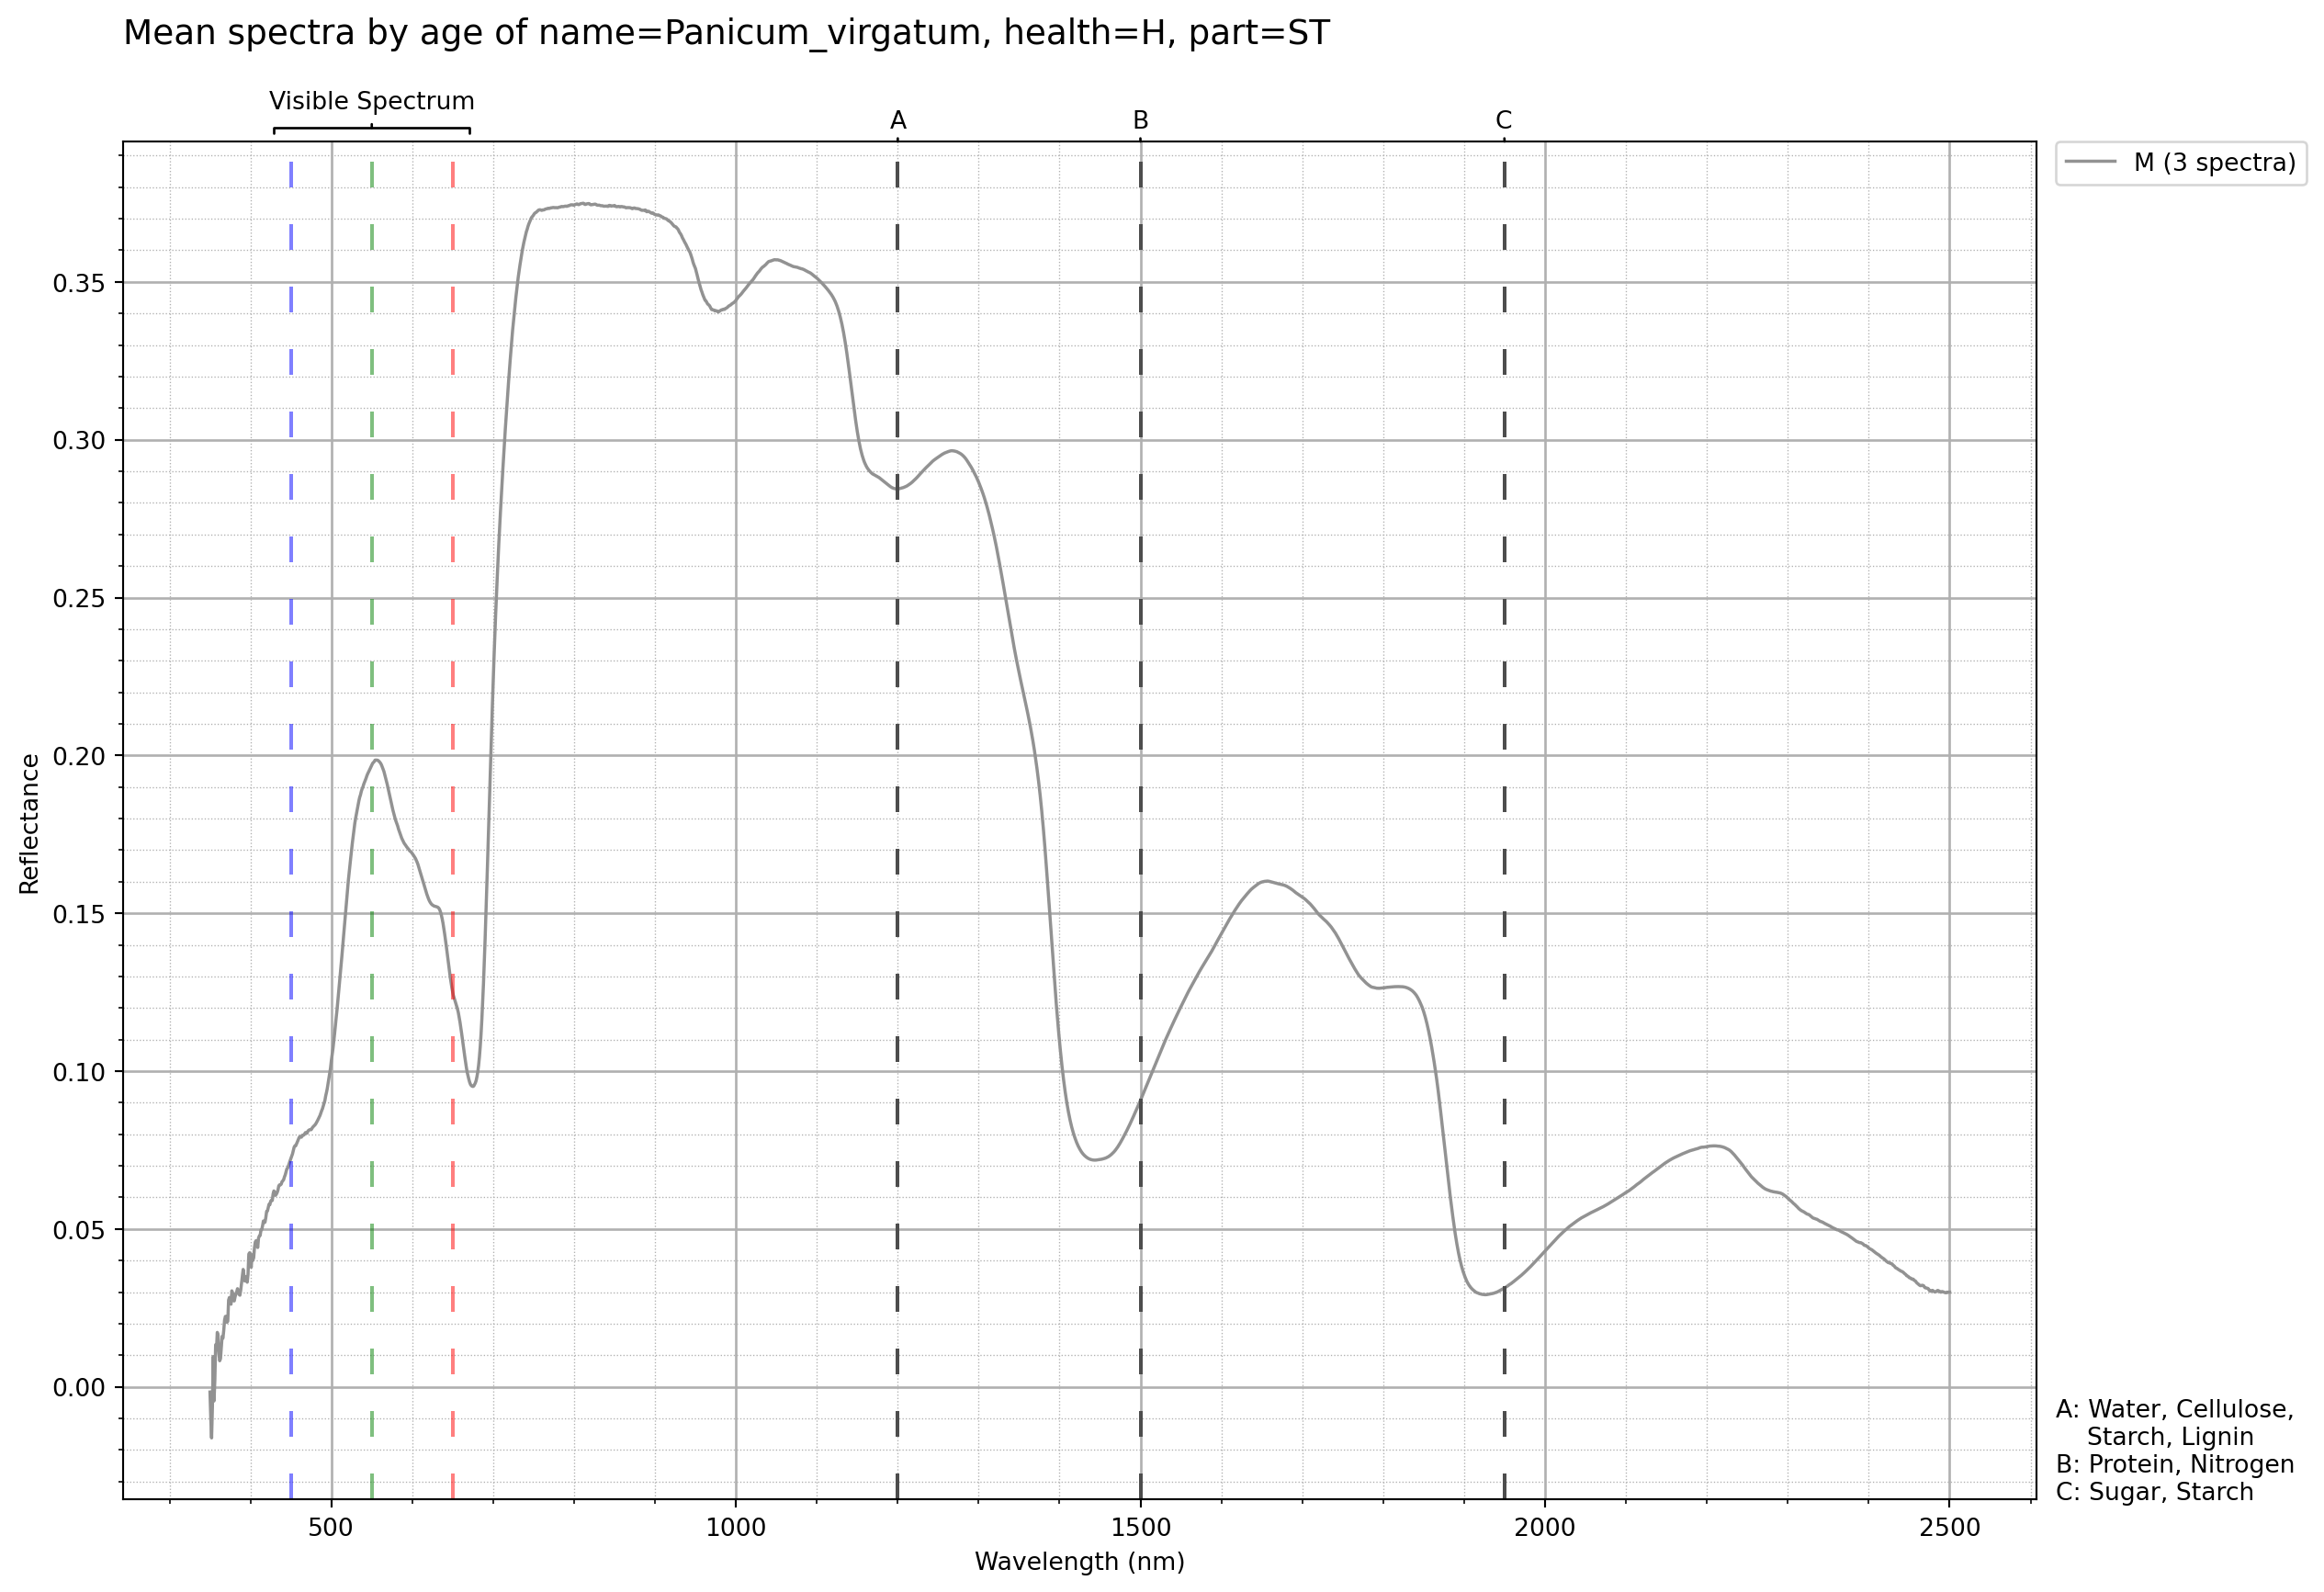 Mean spectra by age of name=Panicum_virgatum, health=H, part=ST
Visible Spectrum
A
B
C
M (3 spectra)
0.35
0.30
0.25
0.20
0.15
0.10
0.05
0.00
Reflectance
500
1000
1500
2000
2500
Wavelength (nm)
A: Water, Cellulose,
Starch, Lignin
B: Protein, Nitrogen
C: Sugar, Starch